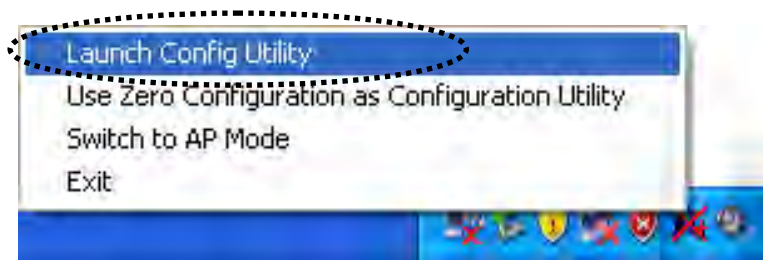 Launch Config Utility
Use Zero Configuration as Configuration Utility
Switch to AP Mode
Exit